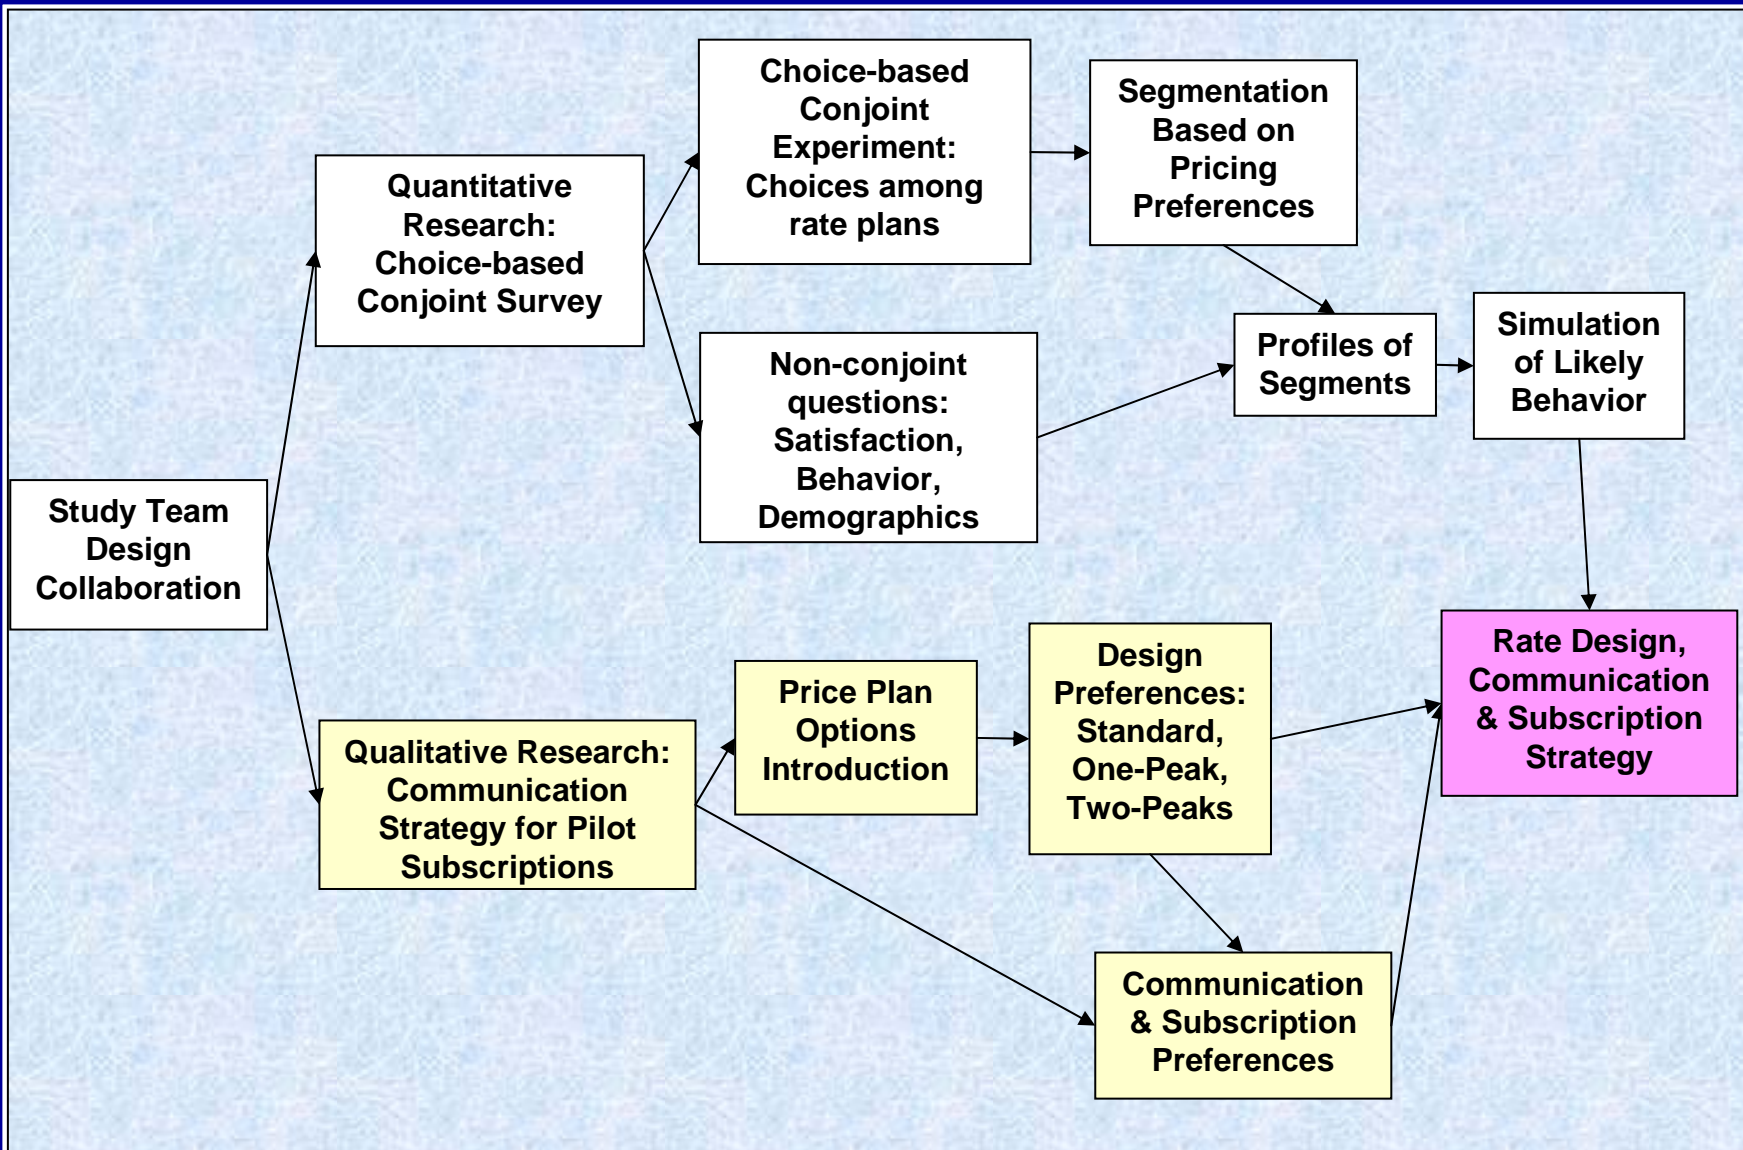 Study Team
Design
Collaboration
Quantitative
Research:
Choice-based
Conjoint Survey
Choice-based
Conjoint
Experiment:
Choices among
rate plans
Segmentation
Based on
Pricing
Preferences
Non-conjoint
questions:
Satisfaction,
Behavior,
Demographics
Profiles of
Segments
Simulation
of Likely
Behavior
Qualitative Research:
Communication
Strategy for Pilot
Subscriptions
Price Plan
Options
Introduction
Design
Preferences:
Standard,
One-Peak,
Two-Peaks
Communication
& Subscription
Preferences
Rate Design,
Communication
& Subscription
Strategy